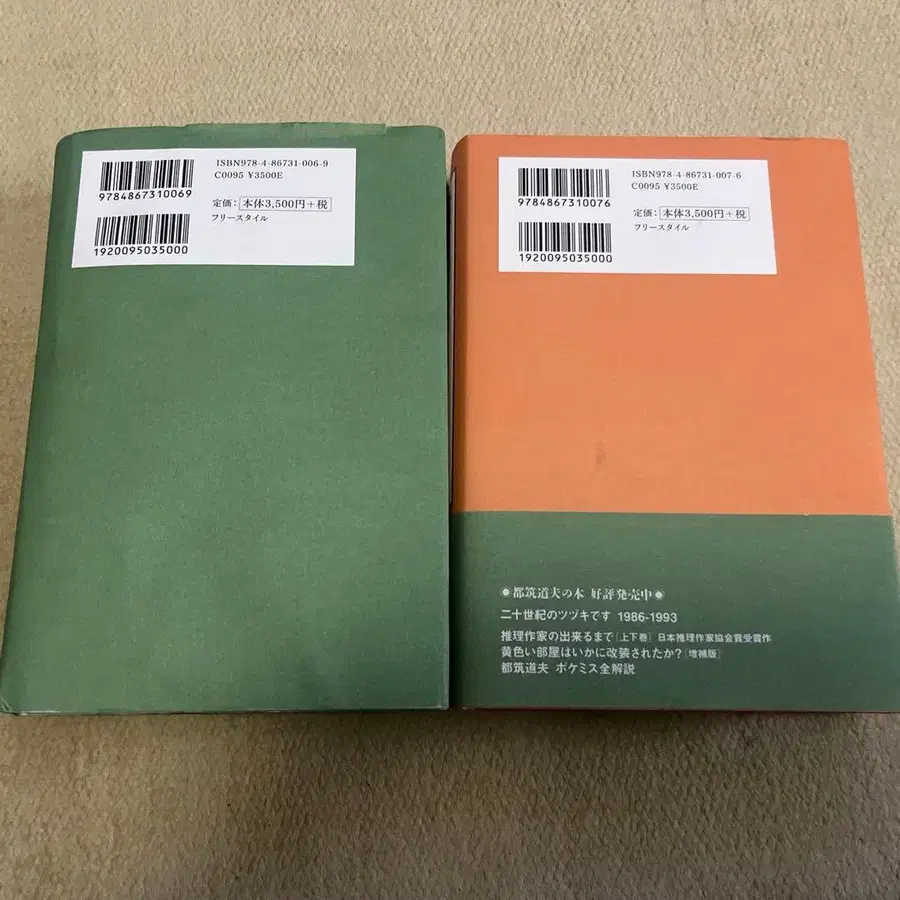 ISBN978-4-86731-006-9
C0095 ¥3500E
9784867310069
定価:本体3,500円+税
フリースタイル
1920095035000
ISBN978-4-86731-007-6
C0095 ¥3500E
9784867310076
定価:本体3,500円+税
フリースタイル
1920095035000
◉都筑道夫の本 好評発売中◉
二十世紀のツヅキです 1986-1993
推理作家の出来るまで[上下巻] 日本推理作家協会賞受賞作
黄色い部屋はいかに改装されたか?[増補版]
都筑道夫 ポケミス全解説